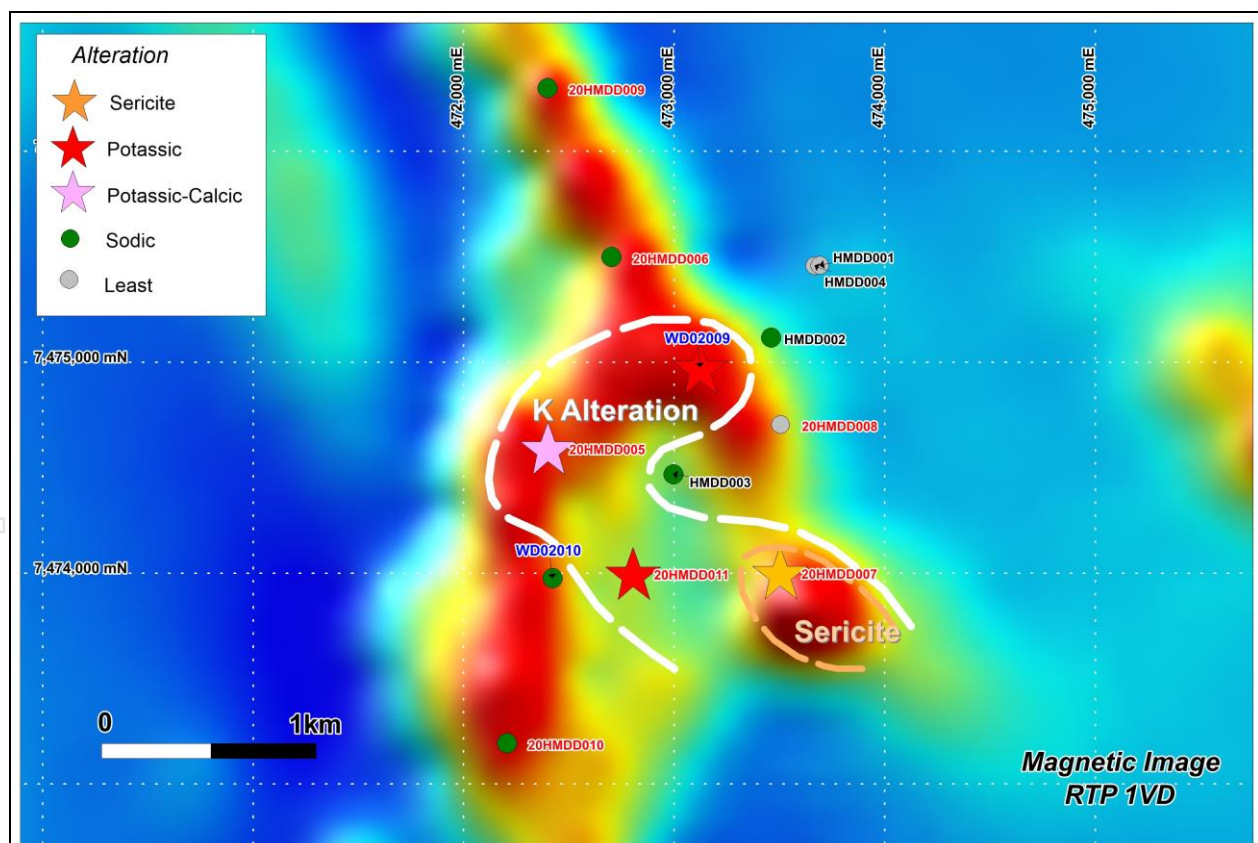 Alteration
Sericite
Potassic
Potassic-Calcic
Sodic
Least
472,000 mE
473,000 mE
474,000 mE
475,000 mE
20HMDD009
20HMDD006
HMDD001
HMDD004
WD02009
HMDD002
7,475,000 mN
K Alteration
20HMDD008
20HMDD005
HMDD003
WD02010
7,474,000 mN
20HMDD011
20HMDD007
Sericite
0 1km
20HMDD010
Magnetic Image
RTP 1VD